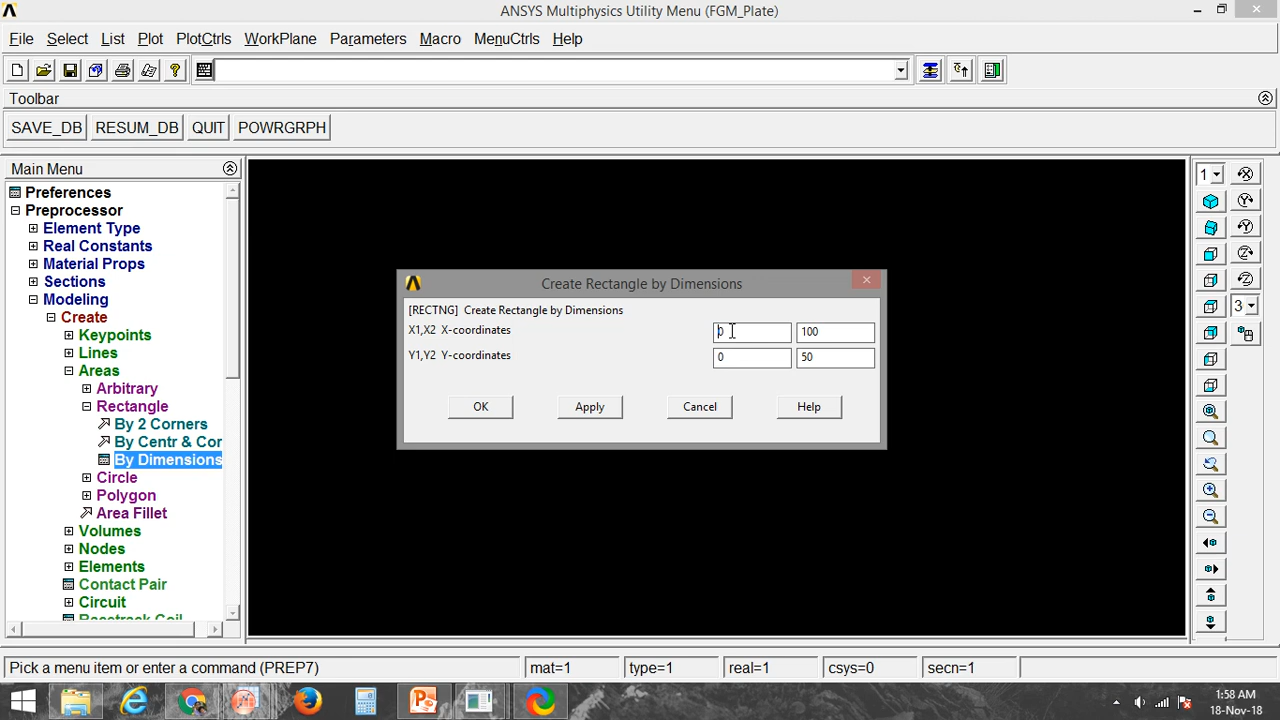 ANSYS Multiphysics Utility Menu (FGM_Plate)
File Select List Plot PlotCtrls WorkPlane Parameters Macro MenuCtrls Help
Toolbar
SAVE_DB RESUM_DB QUIT POWRGRPH
Main Menu
Preferences
Preprocessor
Element Type
Real Constants
Material Props
Sections
Modeling
Create
Keypoints
Lines
Areas
Arbitrary
Rectangle
By 2 Corners
By Centr & Cor
By Dimensions
Circle
Polygon
Area Fillet
Volumes
Nodes
Elements
Contact Pair
Circuit
Racetrack Coil
Create Rectangle by Dimensions
[RECTNG] Create Rectangle by Dimensions
X1,X2 X-coordinates 0 100
Y1,Y2 Y-coordinates 0 50
OK Apply Cancel Help
1
3
Pick a menu item or enter a command (PREP7) mat=1 type=1 real=1 csys=0 secn=1
1:58 AM
18-Nov-18